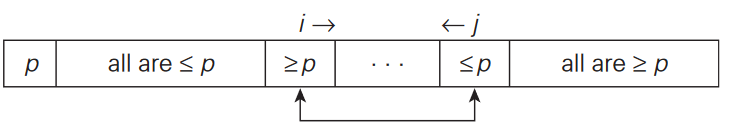 i → ← j
p all are ≤ p ≥p · · · ≤p all are ≥ p